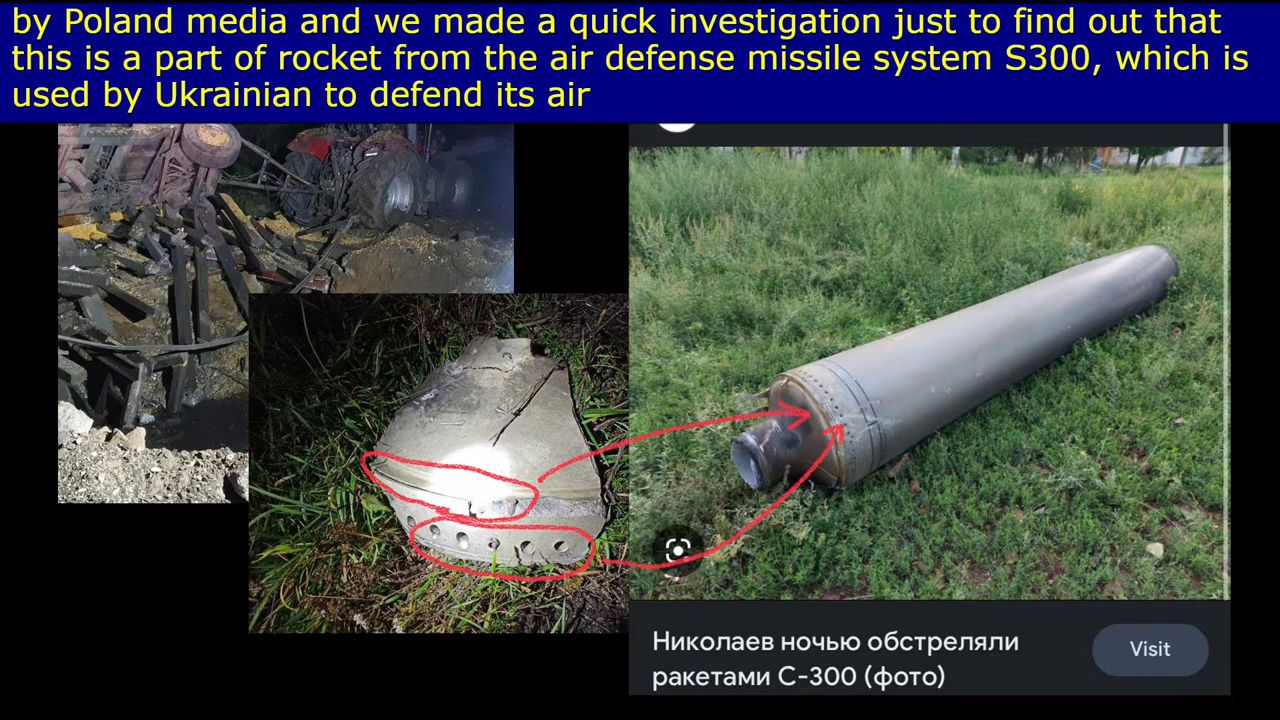 by Poland media and we made a quick investigation just to find out that
this is a part of rocket from the air defense missile system S300, which is
used by Ukrainian to defend its air
Николаев ночью обстреляли
ракетами С-300 (фото)
Visit